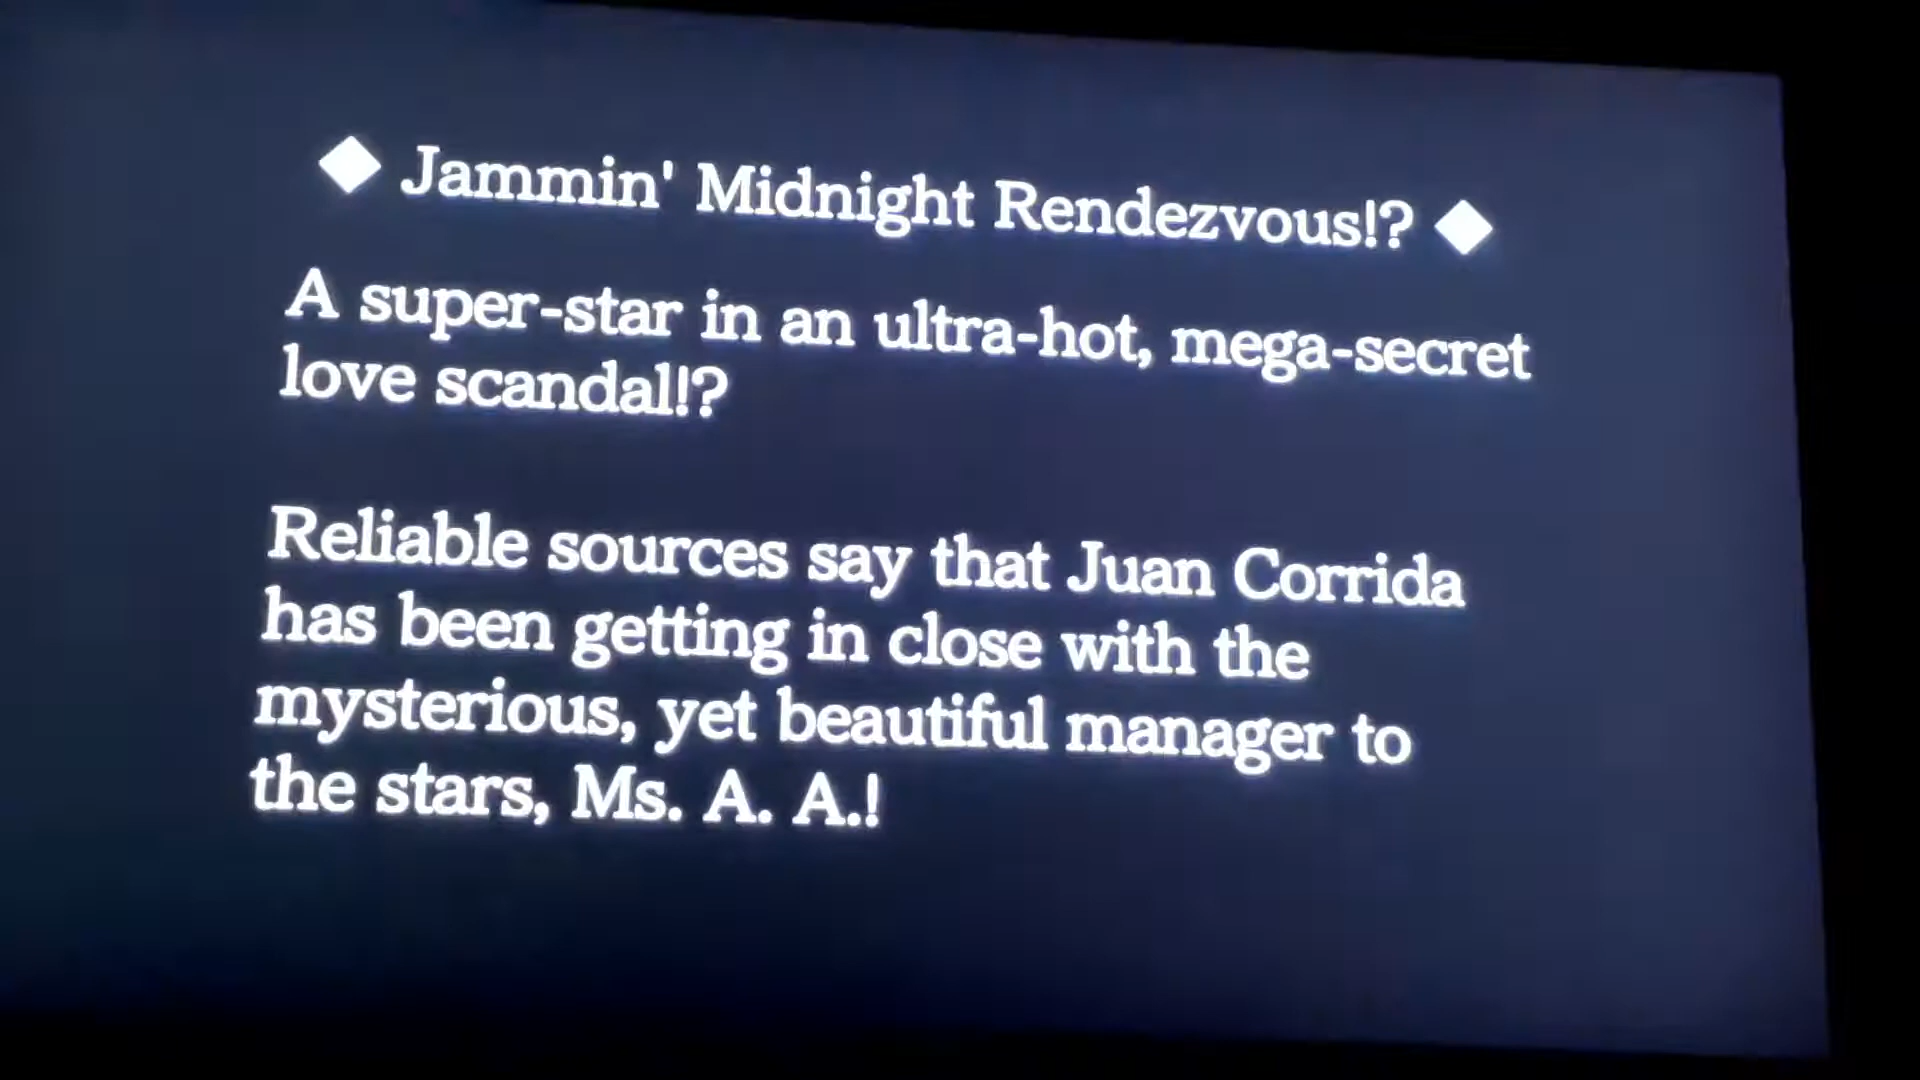 ◆ Jammin' Midnight Rendezvous!? ◆
A super-star in an ultra-hot, mega-secret
love scandal!?
Reliable sources say that Juan Corrida
has been getting in close with the
mysterious, yet beautiful manager to
the stars, Ms. A. A.!